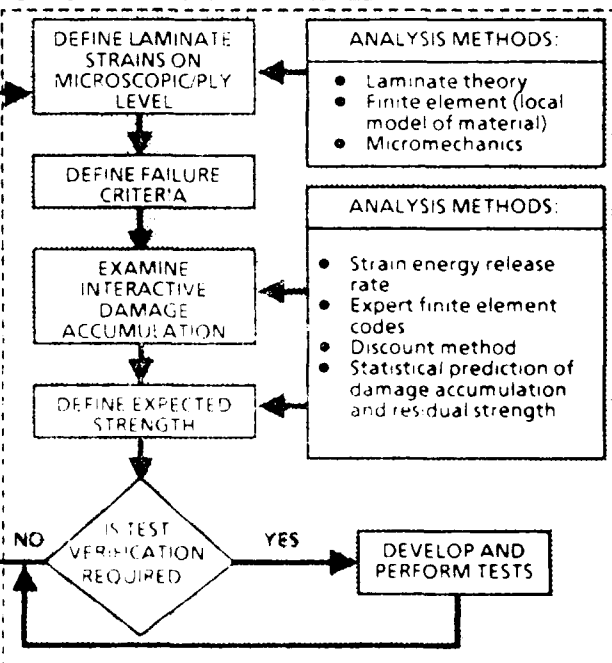 DEFINE LAMINATE
STRAINS ON
MICROSCOPIC/PLY
LEVEL
ANALYSIS METHODS:
● Laminate theory
● Finite element (local
model of material)
● Micromechanics
DEFINE FAILURE
CRITERIA
EXAMINE
INTERACTIVE
DAMAGE
ACCUMULATION
ANALYSIS METHODS:
● Strain energy release
rate
● Expert finite element
codes
● Discount method
● Statistical prediction of
damage accumulation
and residual strength
DEFINE EXPECTED
STRENGTH
IS TEST
VERIFICATION
REQUIRED
NO
YES
DEVELOP AND
PERFORM TESTS